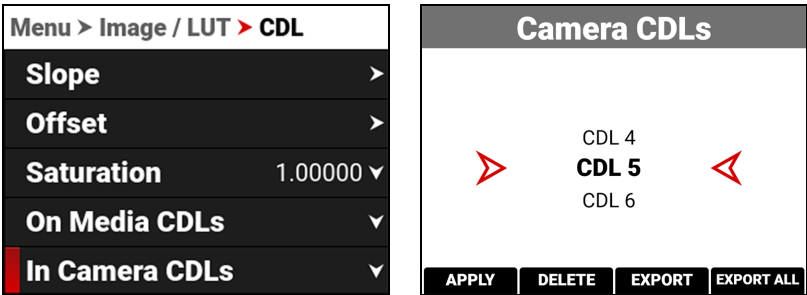 Menu > Image / LUT > CDL
Slope
Offset
Saturation 1.00000
On Media CDLs
In Camera CDLs
Camera CDLs
CDL 4
CDL 5
CDL 6
APPLY DELETE EXPORT EXPORT ALL